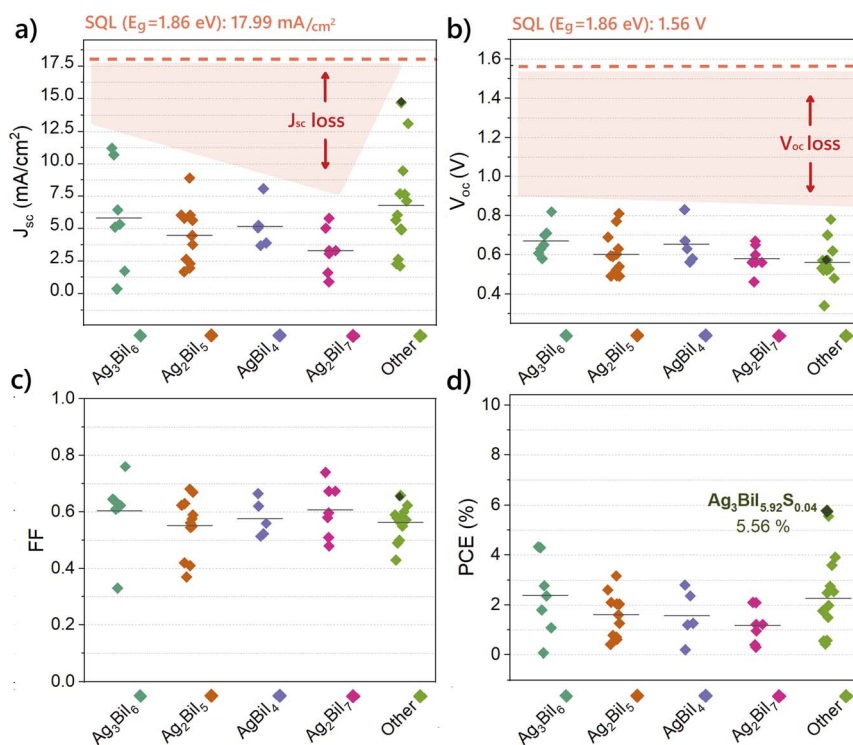 SQL (Eg=1.86 eV): 17.99 mA/cm²
a)
17.5
15.0
12.5
10.0
7.5
5.0
2.5
0.0
Jsc (mA/cm²)
Jsc loss
Ag₃BiI₆
Ag₂BiI₅
AgBiI₄
Ag₂BiI₇
Other
SQL (Eg=1.86 eV): 1.56 V
b)
1.6
1.4
1.2
1.0
0.8
0.6
0.4
Voc (V)
Voc loss
Ag₃BiI₆
Ag₂BiI₅
AgBiI₄
Ag₂BiI₇
Other
c)
1.0
0.8
0.6
0.4
0.2
0.0
FF
Ag₃BiI₆
Ag₂BiI₅
AgBiI₄
Ag₂BiI₇
Other
d)
10
8
6
4
2
0
PCE (%)
Ag₃BiI₅.₉₂S₀.₀₄
5.56 %
Ag₃BiI₆
Ag₂BiI₅
AgBiI₄
Ag₂BiI₇
Other